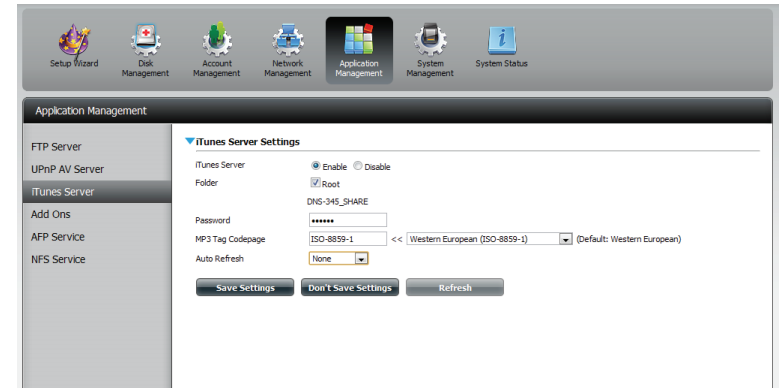 Setup Wizard
Disk Management
Account Management
Network Management
Application Management
System Management
System Status
Application Management
FTP Server
UPnP AV Server
iTunes Server
Add Ons
AFP Service
NFS Service
iTunes Server Settings
iTunes Server Enable Disable
Folder Root
DNS-345_SHARE
Password ••••••
MP3 Tag Codepage ISO-8859-1 << Western European (ISO-8859-1) (Default: Western European)
Auto Refresh None
Save Settings Don't Save Settings Refresh